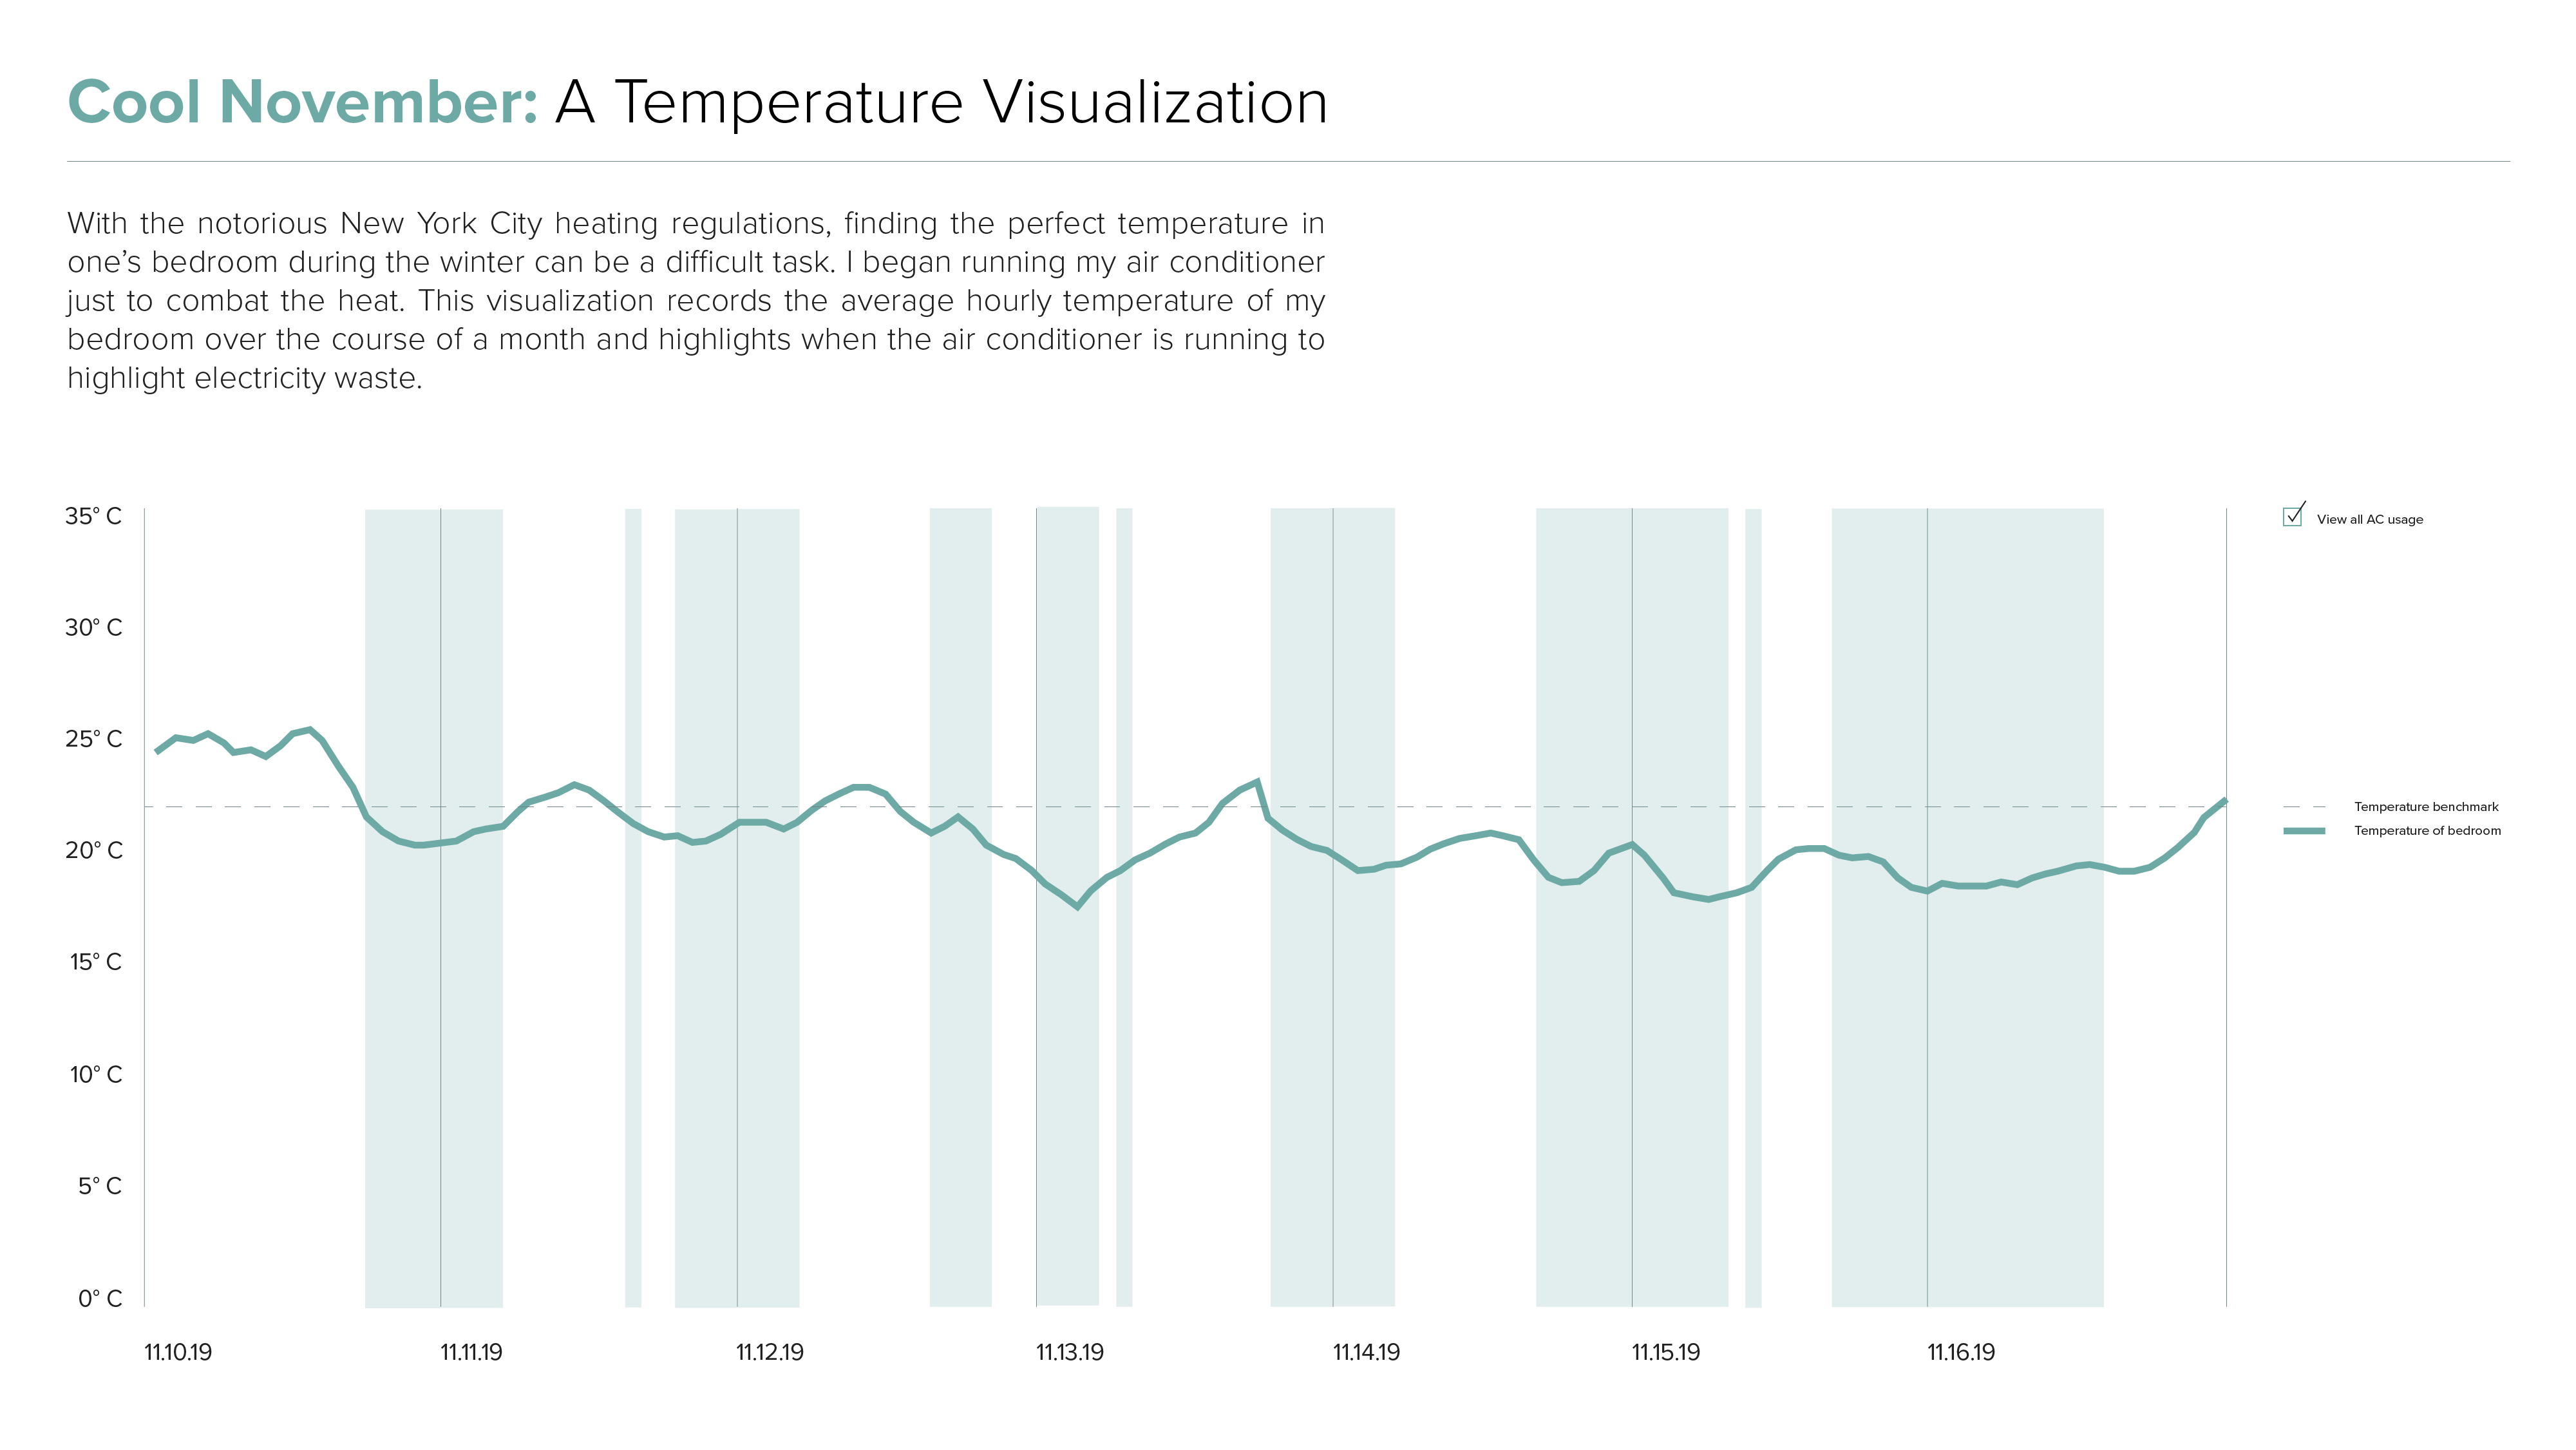 Cool November: A Temperature Visualization
With the notorious New York City heating regulations, finding the perfect temperature in
one's bedroom during the winter can be a difficult task. I began running my air conditioner
just to combat the heat. This visualization records the average hourly temperature of my
bedroom over the course of a month and highlights when the air conditioner is running to
highlight electricity waste.
35° C
View all AC usage
30° C
25° C
Temperature benchmark
Temperature of bedroom
20° C
15° C
10° C
5° C
0° C
11.10.19 11.11.19 11.12.19 11.13.19 11.14.19 11.15.19 11.16.19